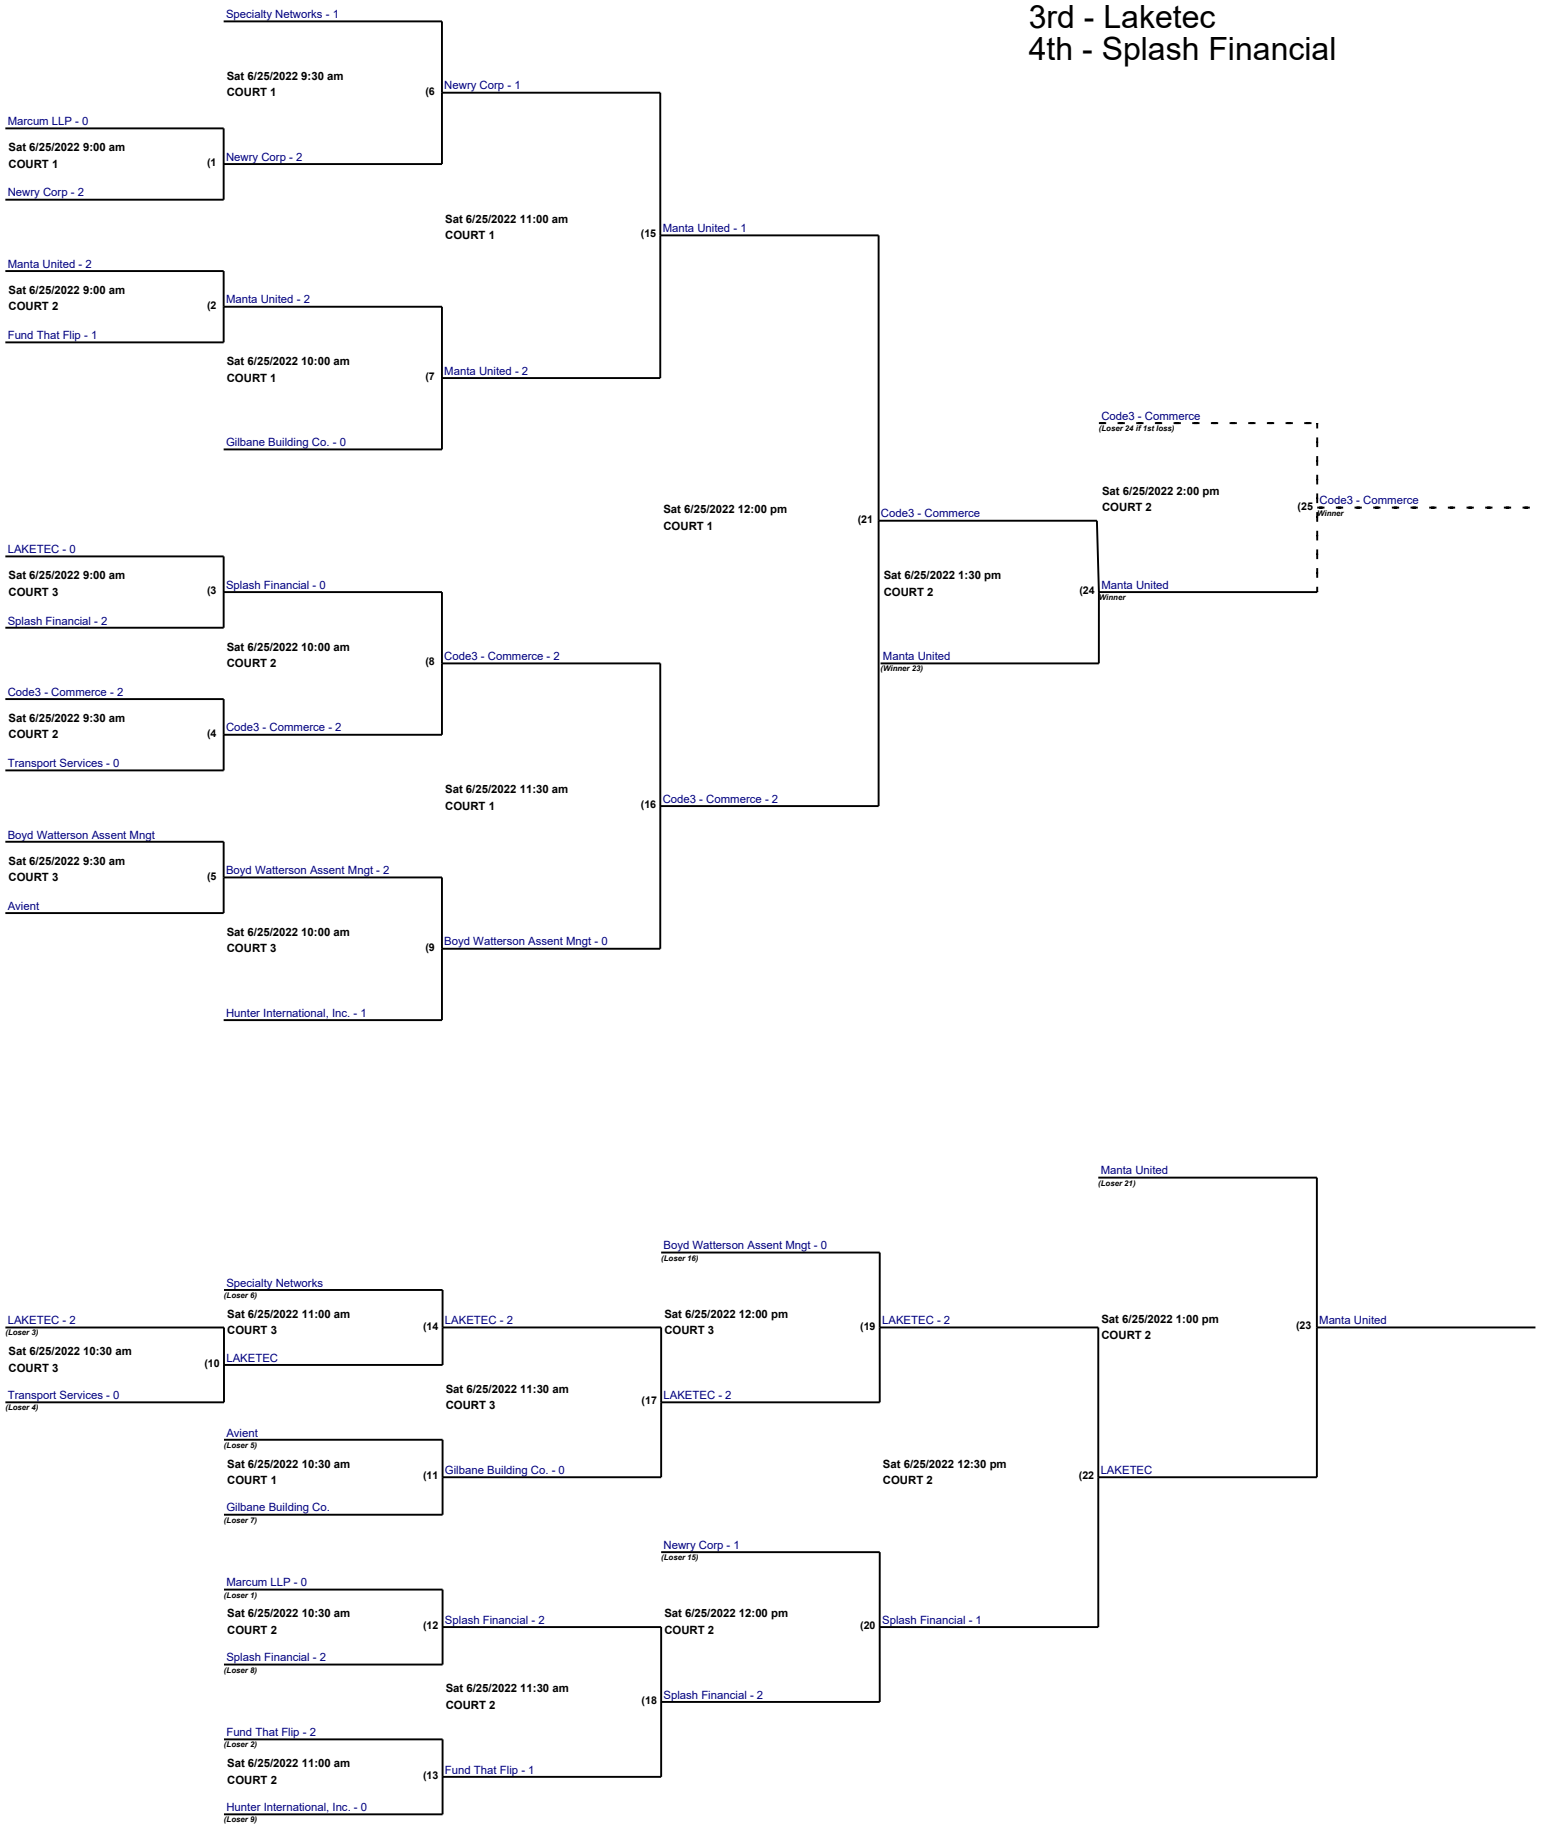 3rd - Laketec
4th - Splash Financial
Specialty Networks - 1
Sat 6/25/2022 9:30 am
COURT 1
(6
Newry Corp - 1
Marcum LLP - 0
Sat 6/25/2022 9:00 am
COURT 1
(1
Newry Corp - 2
Newry Corp - 2
Sat 6/25/2022 11:00 am
COURT 1
(15
Manta United - 1
Manta United - 2
Sat 6/25/2022 9:00 am
COURT 2
(2
Manta United - 2
Fund That Flip - 1
Sat 6/25/2022 10:00 am
COURT 1
(7
Manta United - 2
Gilbane Building Co. - 0
Code3 - Commerce
(Loser 24 if 1st loss)
Sat 6/25/2022 2:00 pm
COURT 2
(25
Code3 - Commerce
Winner
Sat 6/25/2022 12:00 pm
COURT 1
(21
Code3 - Commerce
LAKETEC - 0
Sat 6/25/2022 9:00 am
COURT 3
(3
Splash Financial - 0
Sat 6/25/2022 1:30 pm
COURT 2
(24
Manta United
Winner
Splash Financial - 2
Sat 6/25/2022 10:00 am
COURT 2
(8
Code3 - Commerce - 2
Manta United
(Winner 23)
Code3 - Commerce - 2
Sat 6/25/2022 9:30 am
COURT 2
(4
Code3 - Commerce - 2
Transport Services - 0
Sat 6/25/2022 11:30 am
COURT 1
(16
Code3 - Commerce - 2
Boyd Watterson Assent Mngt
Sat 6/25/2022 9:30 am
COURT 3
(5
Boyd Watterson Assent Mngt - 2
Avient
Sat 6/25/2022 10:00 am
COURT 3
(9
Boyd Watterson Assent Mngt - 0
Hunter International, Inc. - 1
Manta United
(Loser 21)
Boyd Watterson Assent Mngt - 0
(Loser 16)
Specialty Networks
(Loser 6)
Sat 6/25/2022 11:00 am
COURT 3
(14
LAKETEC - 2
Sat 6/25/2022 12:00 pm
COURT 3
(19
LAKETEC - 2
Sat 6/25/2022 1:00 pm
COURT 2
(23
Manta United
LAKETEC - 2
(Loser 3)
Sat 6/25/2022 10:30 am
COURT 3
(10
LAKETEC
Transport Services - 0
(Loser 4)
Sat 6/25/2022 11:30 am
COURT 3
(17
LAKETEC - 2
Avient
(Loser 5)
Sat 6/25/2022 10:30 am
COURT 1
(11
Gilbane Building Co. - 0
Sat 6/25/2022 12:30 pm
COURT 2
(22
LAKETEC
Gilbane Building Co.
(Loser 7)
Newry Corp - 1
(Loser 15)
Marcum LLP - 0
(Loser 1)
Sat 6/25/2022 10:30 am
COURT 2
(12
Splash Financial - 2
Sat 6/25/2022 12:00 pm
COURT 2
(20
Splash Financial - 1
Splash Financial - 2
(Loser 8)
Sat 6/25/2022 11:30 am
COURT 2
(18
Splash Financial - 2
Fund That Flip - 2
(Loser 2)
Sat 6/25/2022 11:00 am
COURT 2
(13
Fund That Flip - 1
Hunter International, Inc. - 0
(Loser 9)